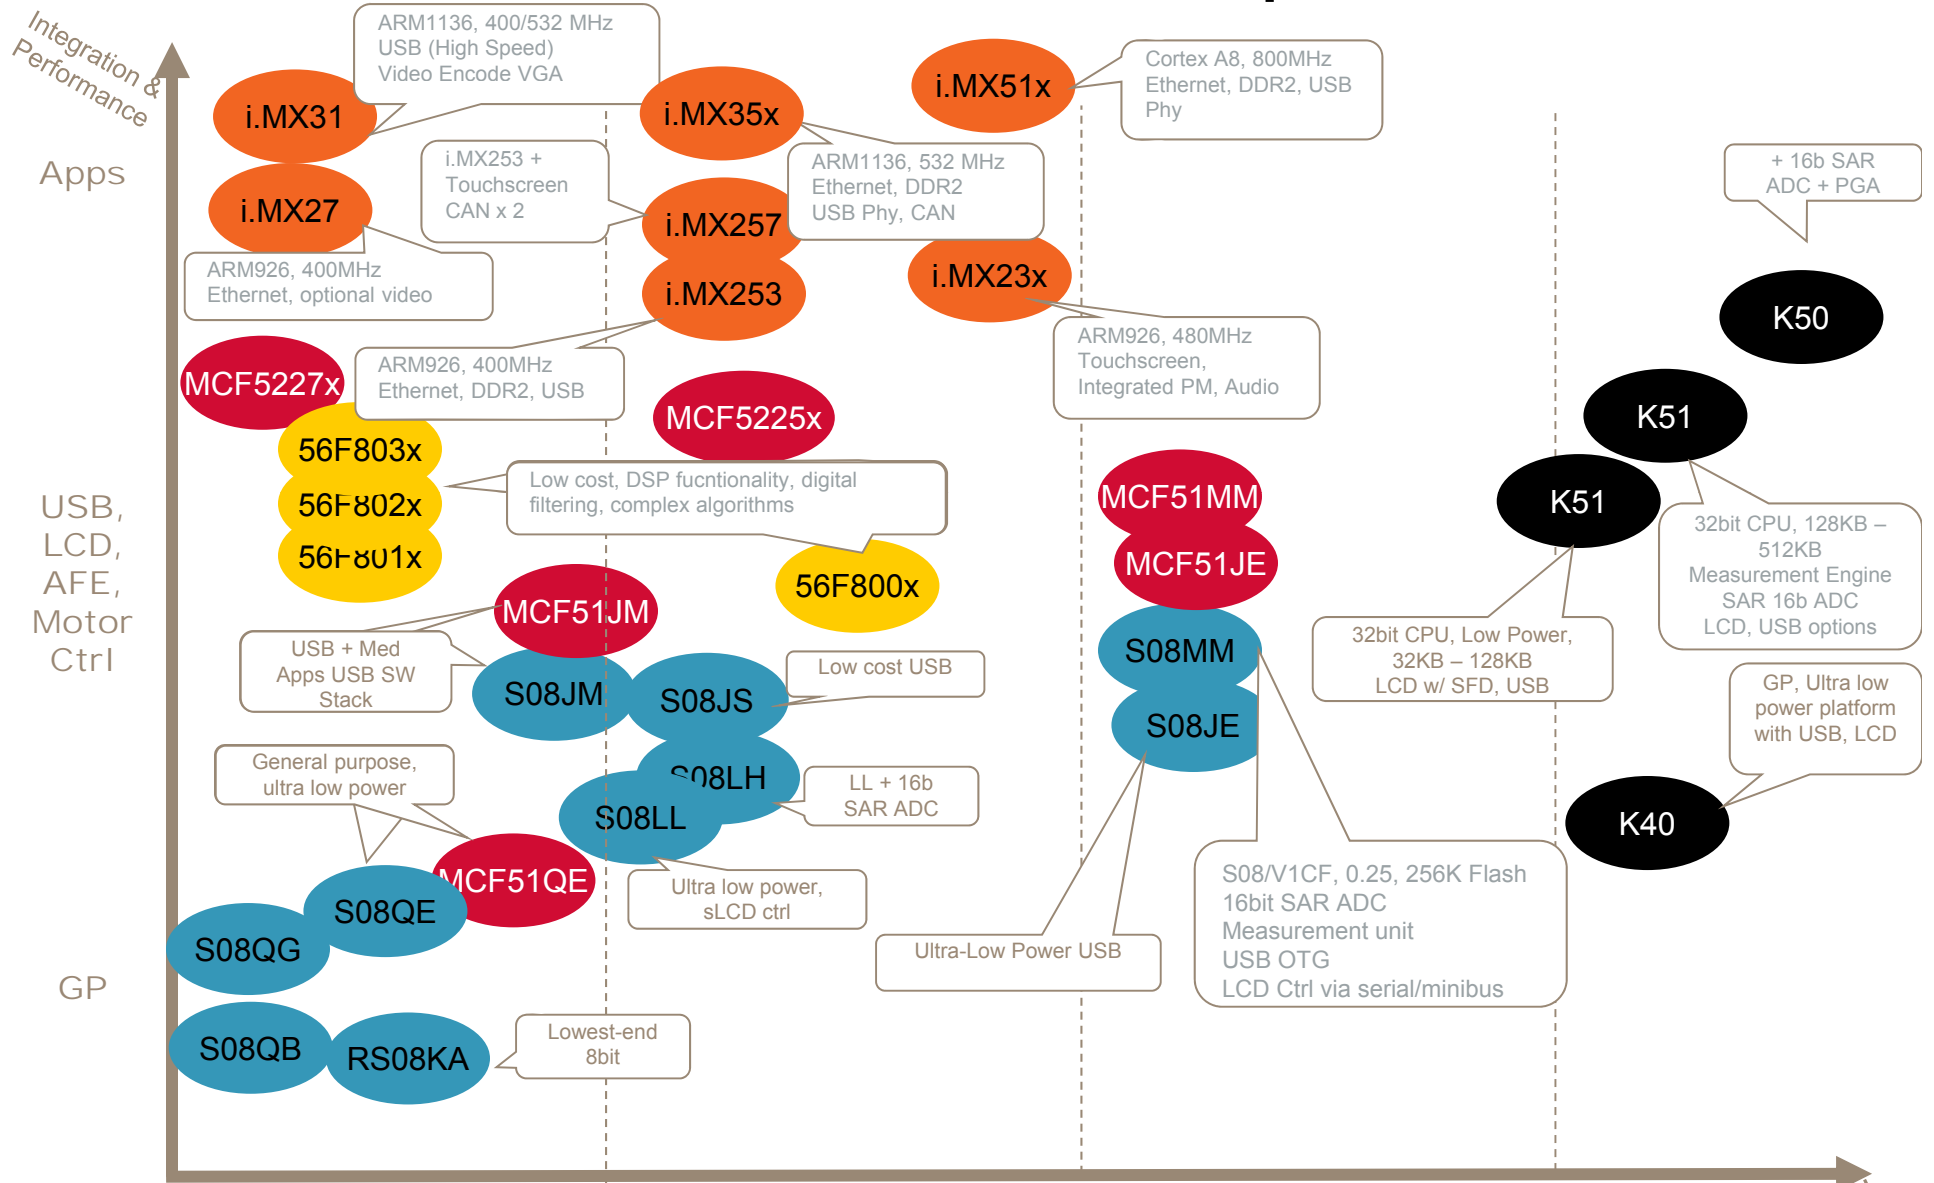 Integration &
Performance
ARM1136, 400/532 MHz
USB (High Speed)
Video Encode VGA
i.MX31
i.MX35x
i.MX51x
Cortex A8, 800MHz
Ethernet, DDR2, USB
Phy
Apps
i.MX27
i.MX253 +
Touchscreen
CAN x 2
i.MX257
ARM1136, 532 MHz
Ethernet, DDR2
USB Phy, CAN
+ 16b SAR
ADC + PGA
ARM926, 400MHz
Ethernet, optional video
i.MX253
i.MX23x
K50
MCF5227x
ARM926, 400MHz
Ethernet, DDR2, USB
MCF5225x
ARM926, 480MHz
Touchscreen,
Integrated PM, Audio
K51
56F803x
56F802x
56F801x
Low cost, DSP fucntionality, digital
filtering, complex algorithms
56F800x
MCF51MM
MCF51JE
K51
32bit CPU, 128KB –
512KB
Measurement Engine
SAR 16b ADC
LCD, USB options
USB,
LCD,
AFE,
Motor
Ctrl
MCF51JM
USB + Med
Apps USB SW
Stack
S08JM
S08JS
Low cost USB
S08MM
S08JE
32bit CPU, Low Power,
32KB – 128KB
LCD w/ SFD, USB
GP, Ultra low
power platform
with USB, LCD
General purpose,
ultra low power
S08LH
S08LL
LL + 16b
SAR ADC
K40
MCF51QE
S08QE
S08QG
Ultra low power,
sLCD ctrl
Ultra-Low Power USB
S08/V1CF, 0.25, 256K Flash
16bit SAR ADC
Measurement unit
USB OTG
LCD Ctrl via serial/minibus
GP
S08QB
RS08KA
Lowest-end
8bit